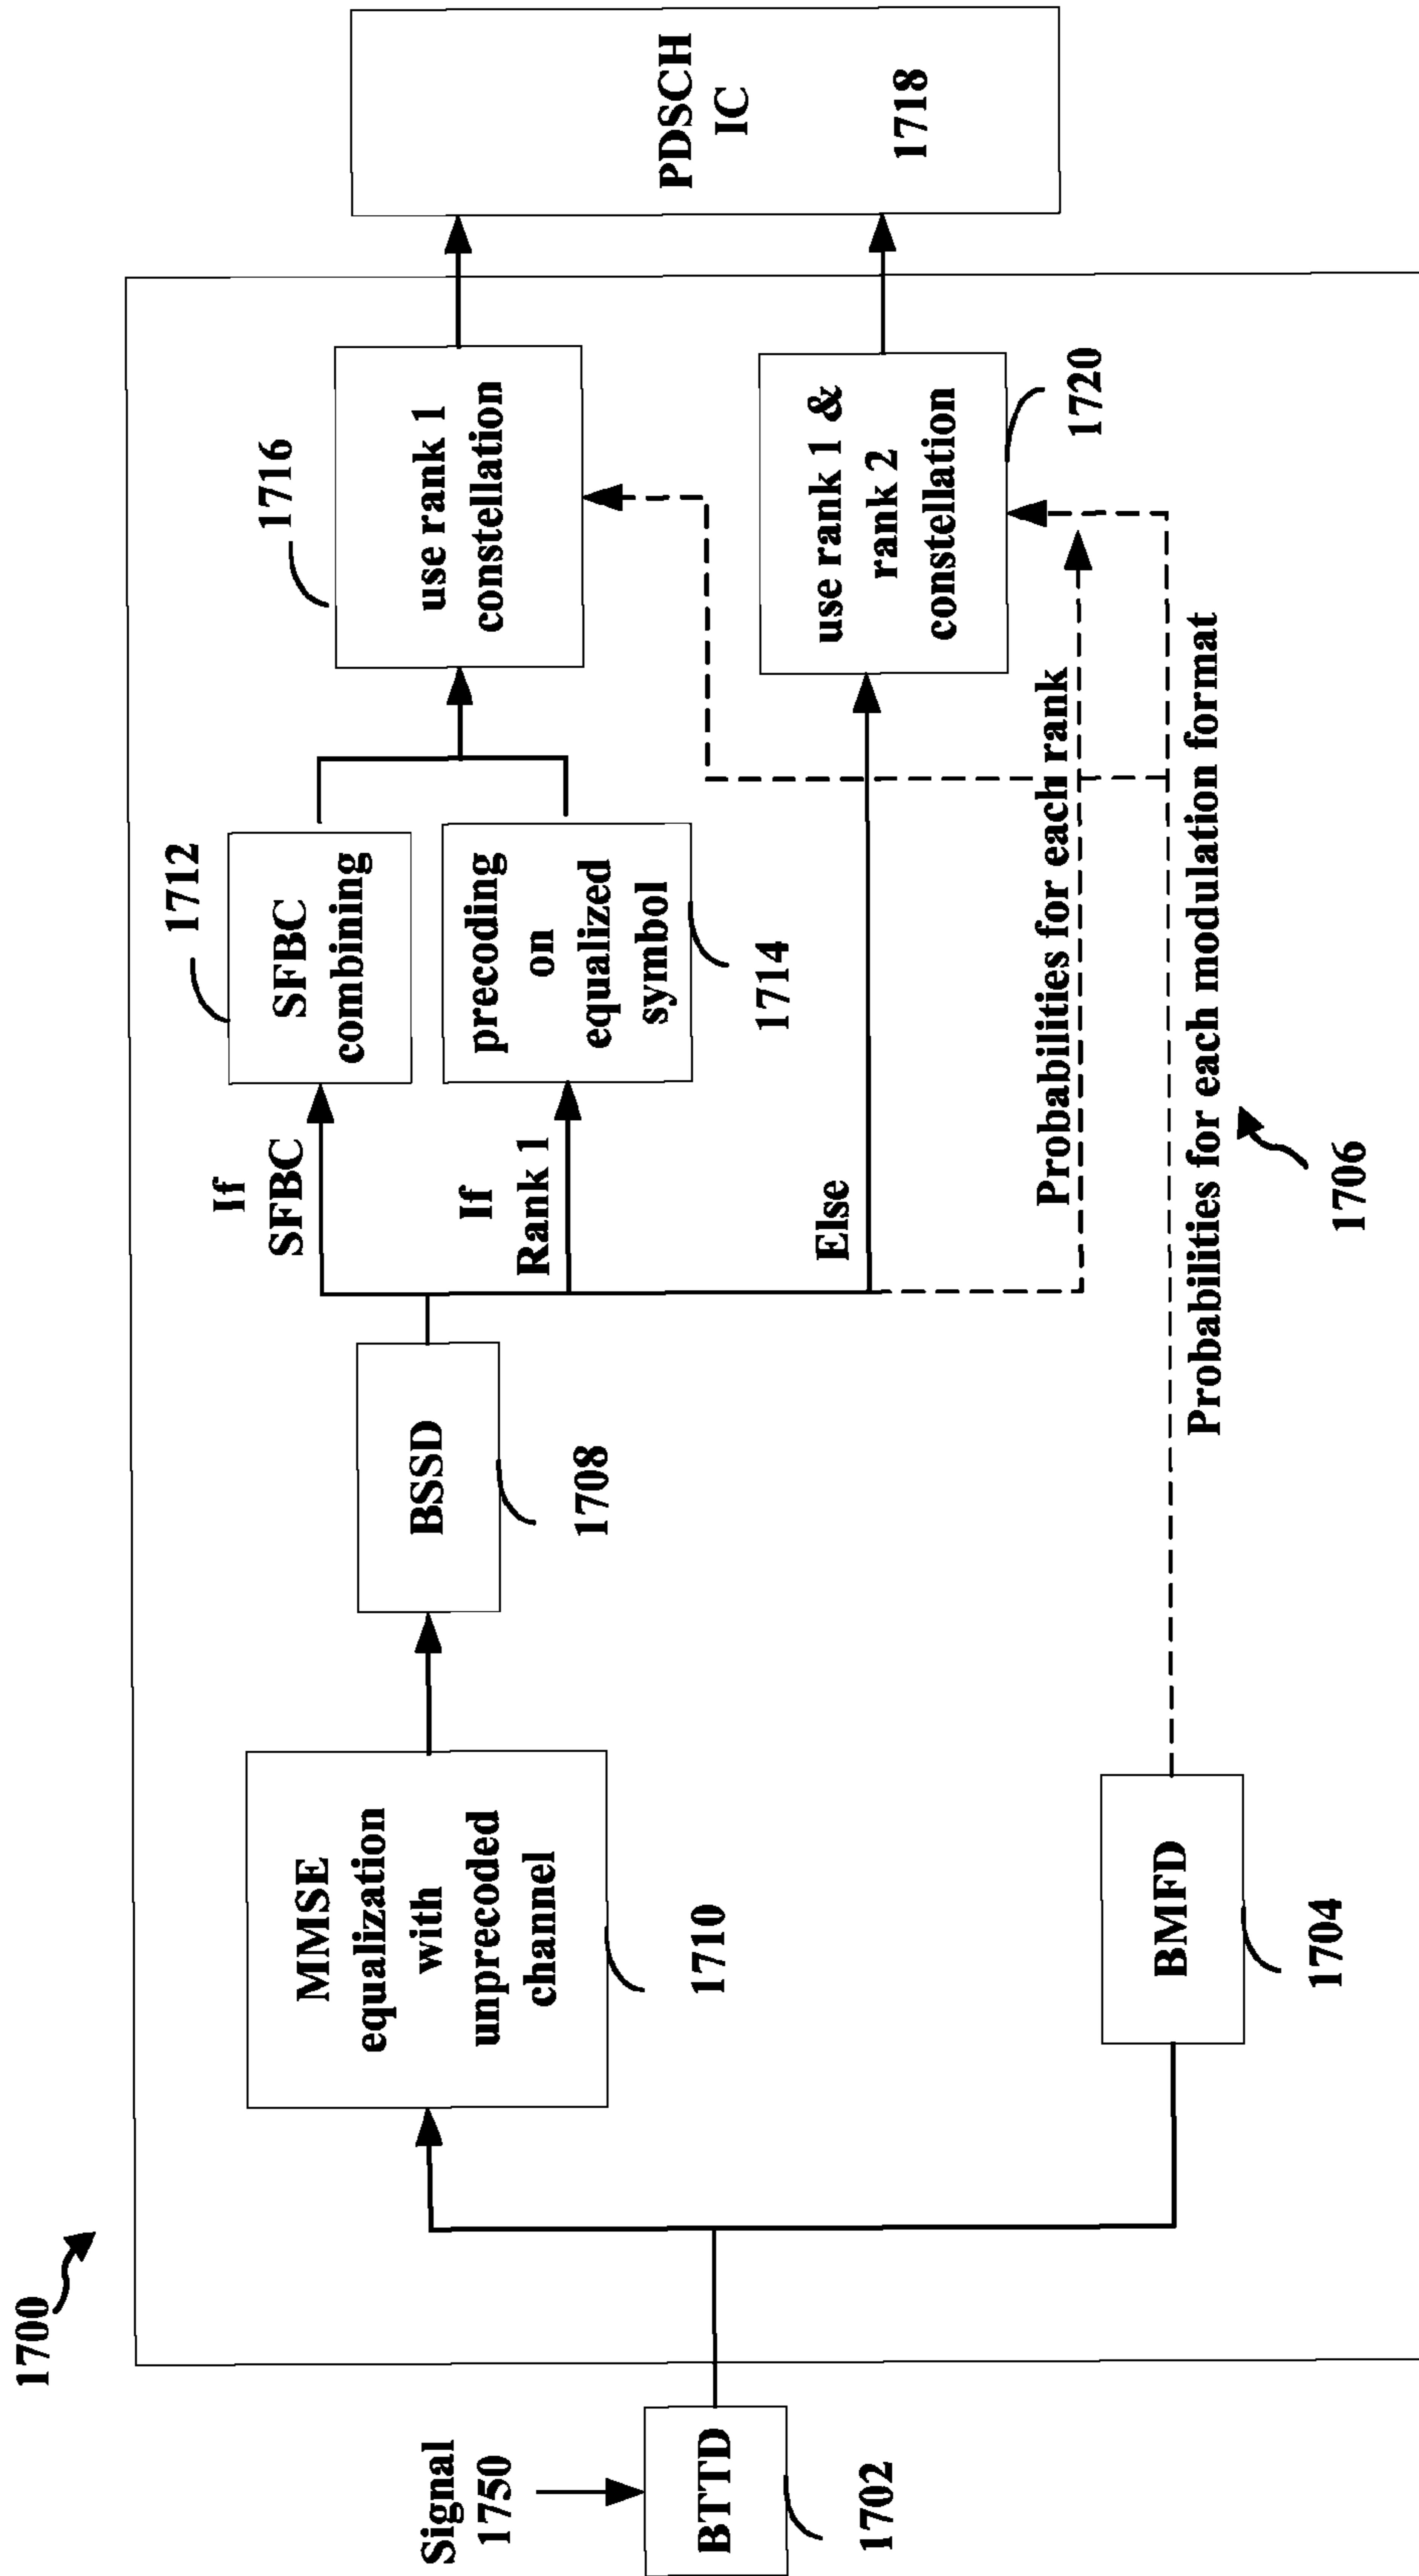 1700
Signal
1750
BTTD
1702
MMSE
equalization
with
unprecoded
channel
1710
BMFD
1704
BSSD
1708
If
SFBC
If
Rank 1
Else
1712
SFBC
combining
precoding
on
equalized
symbol
1714
Probabilities for each rank
Probabilities for each modulation format
1706
1716
use rank 1
constellation
use rank 1 &
rank 2
constellation
1720
PDSCH
IC
1718